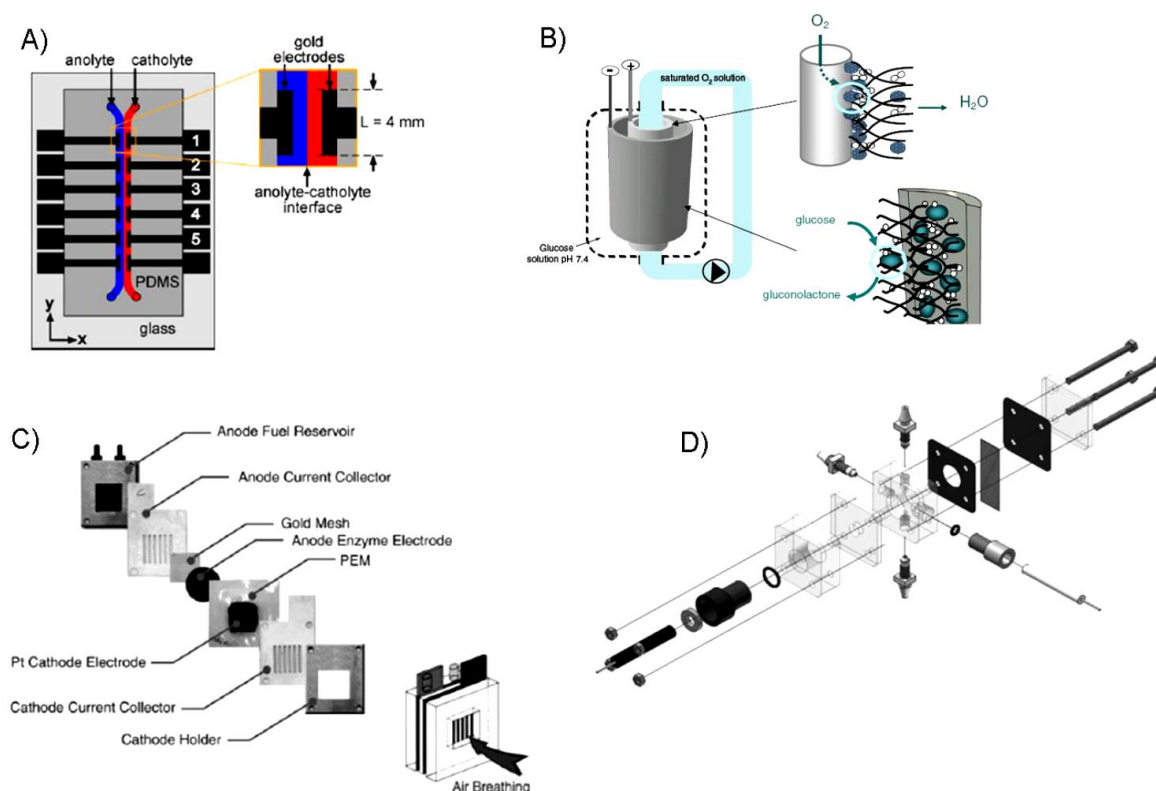 A)
anolyte catholyte
gold
electrodes
L = 4 mm
anolyte-catholyte
interface
1
2
3
4
5
PDMS
glass
y
x
B)
- +
saturated O₂ solution
Glucose
solution pH 7.4
O₂
H₂O
glucose
gluconolactone
C)
Anode Fuel Reservoir
Anode Current Collector
Gold Mesh
Anode Enzyme Electrode
PEM
Pt Cathode Electrode
Cathode Current Collector
Cathode Holder
Air Breathing
D)